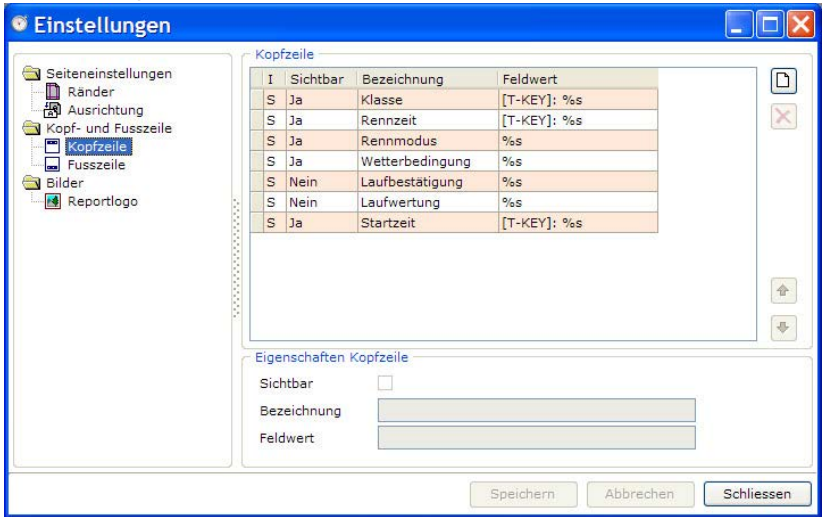 Einstellungen
Seiteneinstellungen
Ränder
Ausrichtung
Kopf- und Fusszeile
Kopfzeile
Fusszeile
Bilder
Reportlogo
Kopfzeile
I Sichtbar Bezeichnung Feldwert
S Ja Klasse [T-KEY]: %s
S Ja Rennzeit [T-KEY]: %s
S Ja Rennmodus %s
S Ja Wetterbedingung %s
S Nein Laufbestätigung %s
S Nein Laufwertung %s
S Ja Startzeit [T-KEY]: %s
Eigenschaften Kopfzeile
Sichtbar
Bezeichnung
Feldwert
Speichern Abbrechen Schliessen